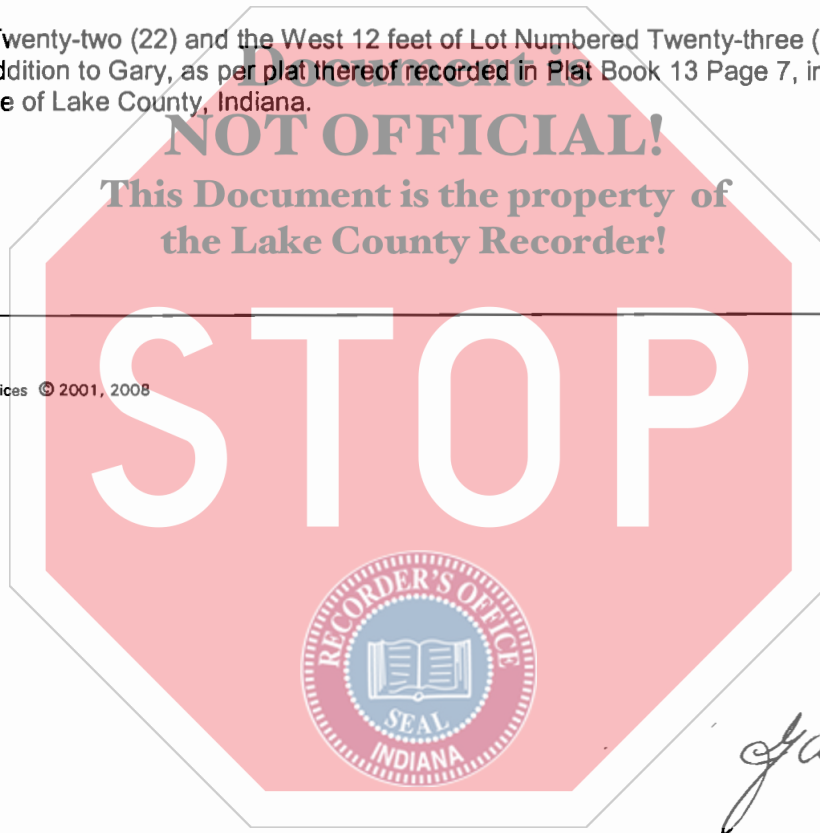 wenty-two (22) and the West 12 feet of Lot Numbered Twenty-three (
ddition to Gary, as per plat thereof recorded in Plat Book 13 Page 7, in
e of Lake County, Indiana.
Document is
NOT OFFICIAL!
This Document is the property of
the Lake County Recorder!
ices © 2001, 2008
STOP
RECORDER'S OFFICE
SEAL
INDIANA